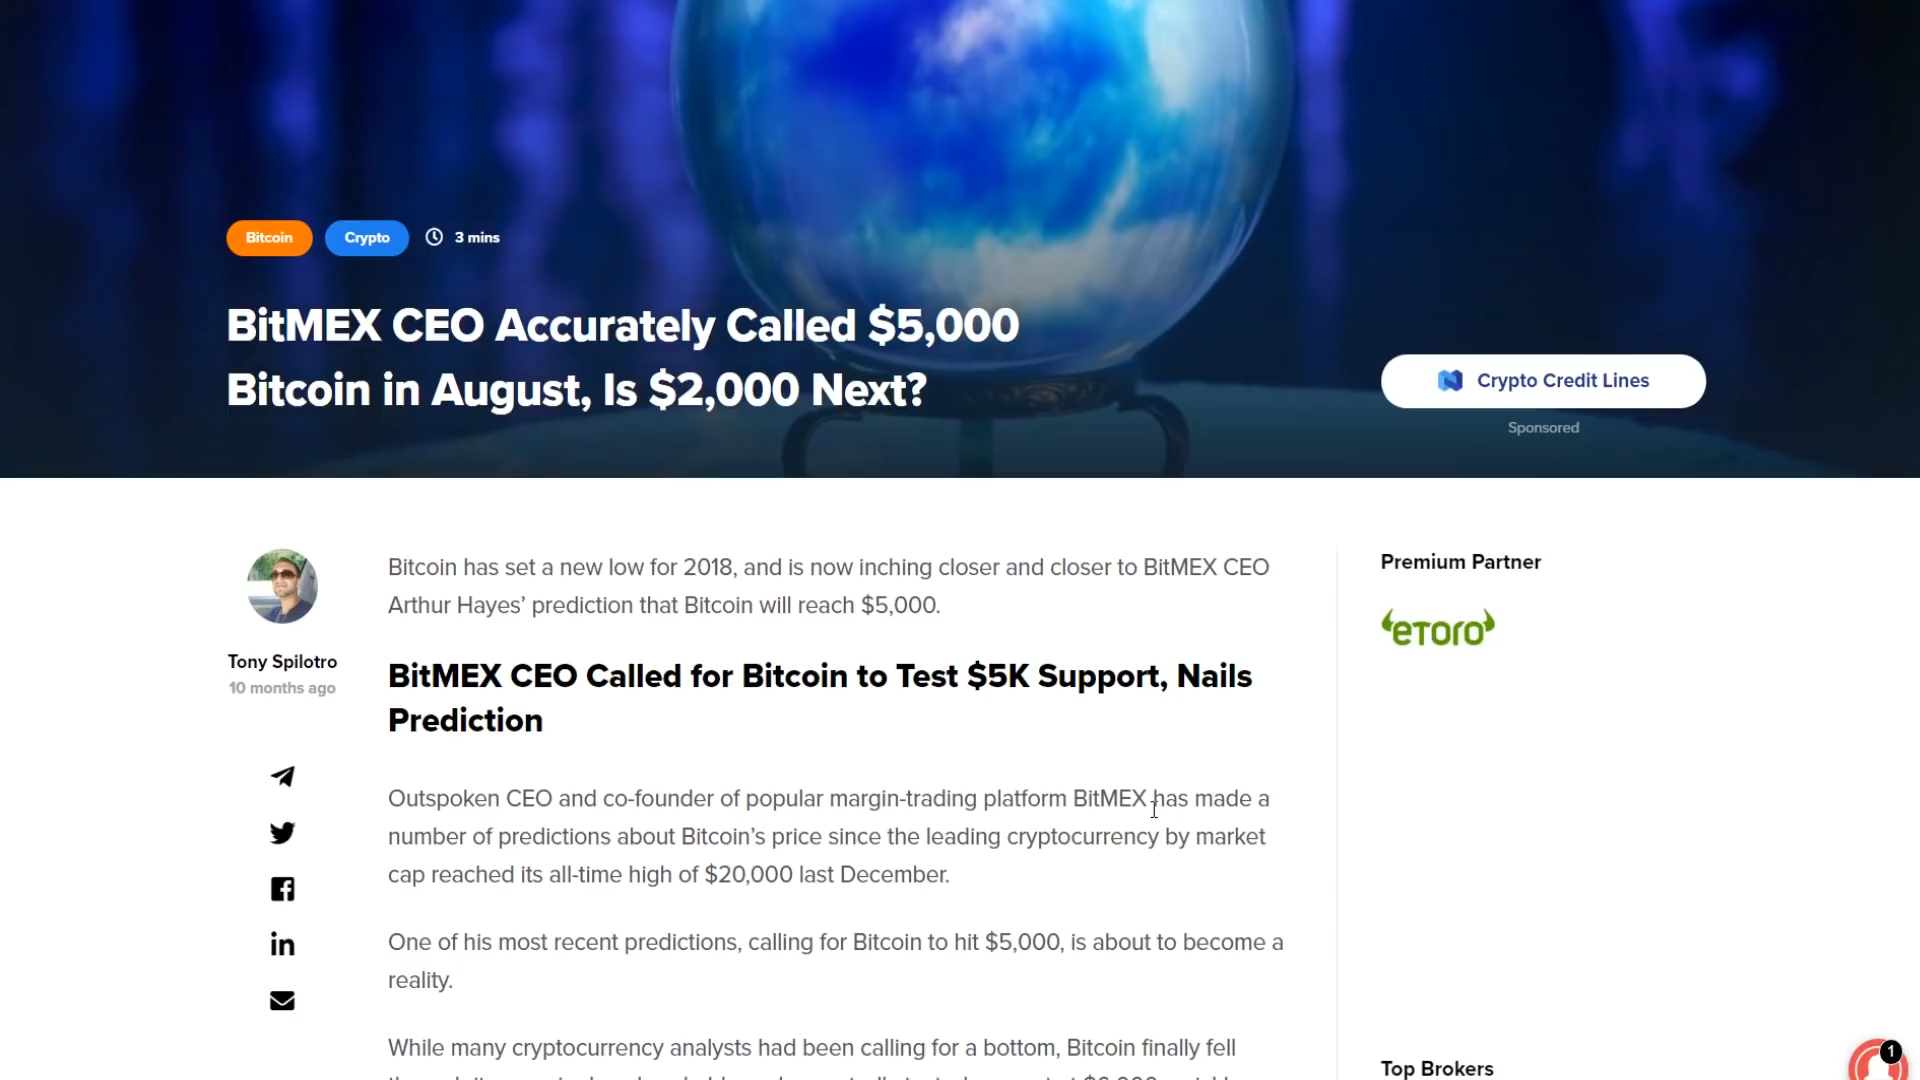 Bitcoin
Crypto
3 mins
BitMEX CEO Accurately Called $5,000
Bitcoin in August, Is $2,000 Next?
Crypto Credit Lines
Sponsored
Tony Spilotro
10 months ago
Bitcoin has set a new low for 2018, and is now inching closer and closer to BitMEX CEO
Arthur Hayes’ prediction that Bitcoin will reach $5,000.
BitMEX CEO Called for Bitcoin to Test $5K Support, Nails
Prediction
Outspoken CEO and co-founder of popular margin-trading platform BitMEX has made a
number of predictions about Bitcoin’s price since the leading cryptocurrency by market
cap reached its all-time high of $20,000 last December.
One of his most recent predictions, calling for Bitcoin to hit $5,000, is about to become a
reality.
While many cryptocurrency analysts had been calling for a bottom, Bitcoin finally fell
Premium Partner
eToro
Top Brokers
1